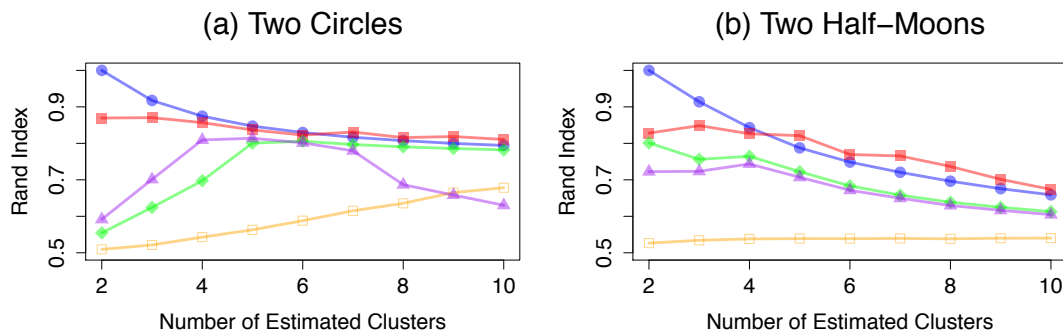 (a) Two Circles
Rand Index
0.5 0.7 0.9
2 4 6 8 10
Number of Estimated Clusters
(b) Two Half−Moons
Rand Index
0.5 0.7 0.9
2 4 6 8 10
Number of Estimated Clusters